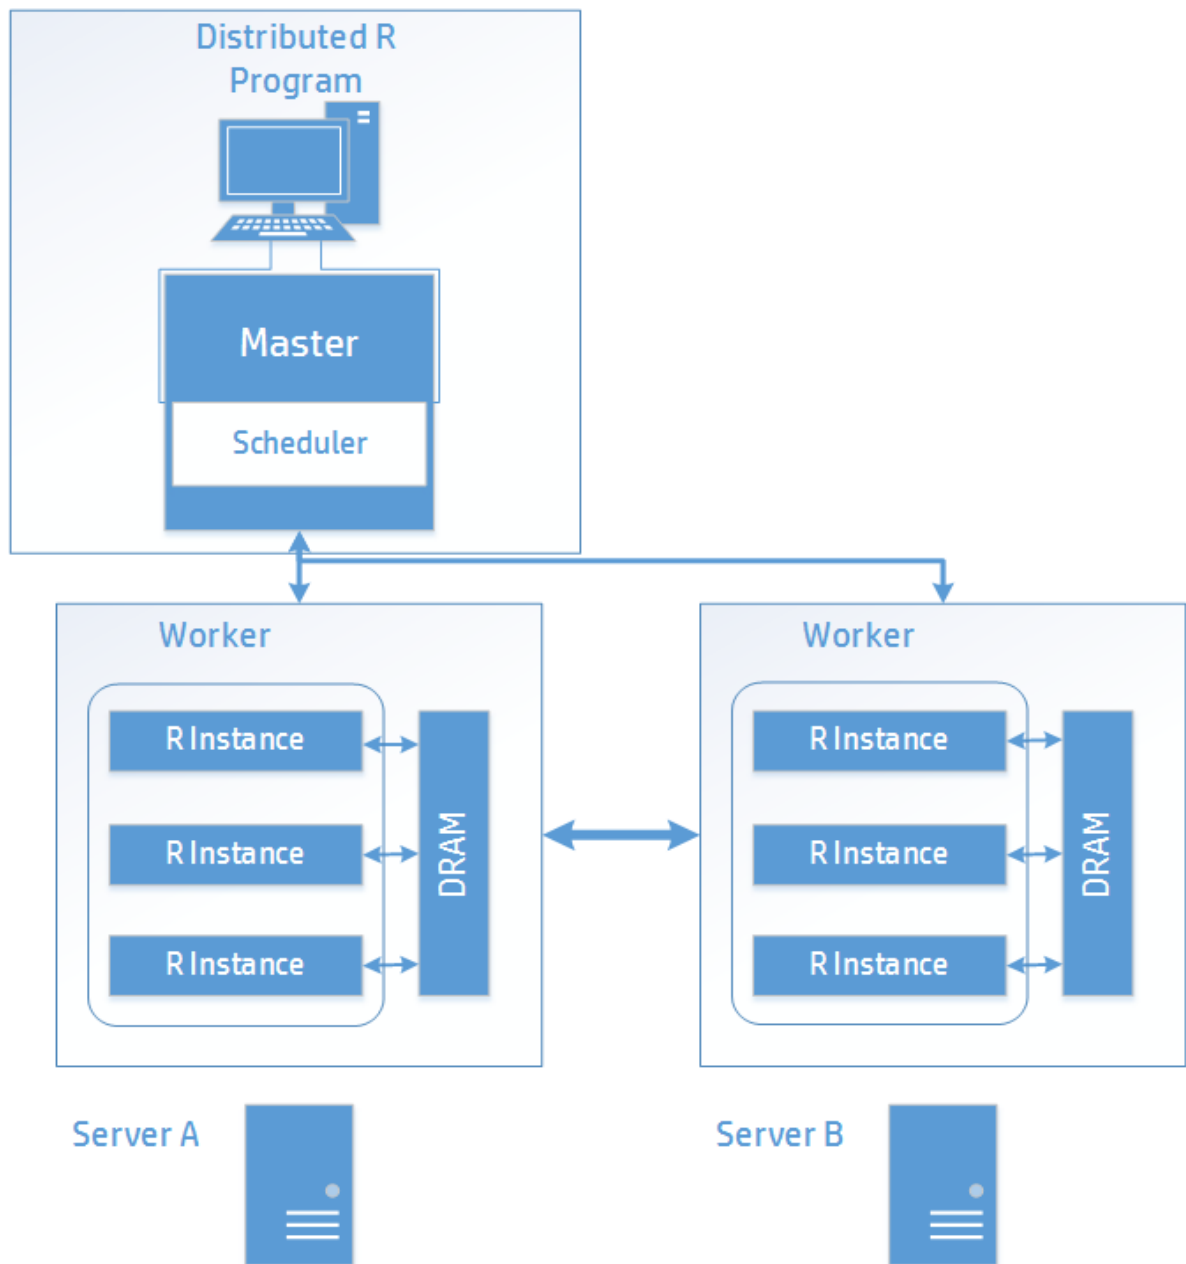 Distributed R
Program
Master
Scheduler
Worker
R Instance
R Instance
R Instance
DRAM
Worker
R Instance
R Instance
R Instance
DRAM
Server A
Server B